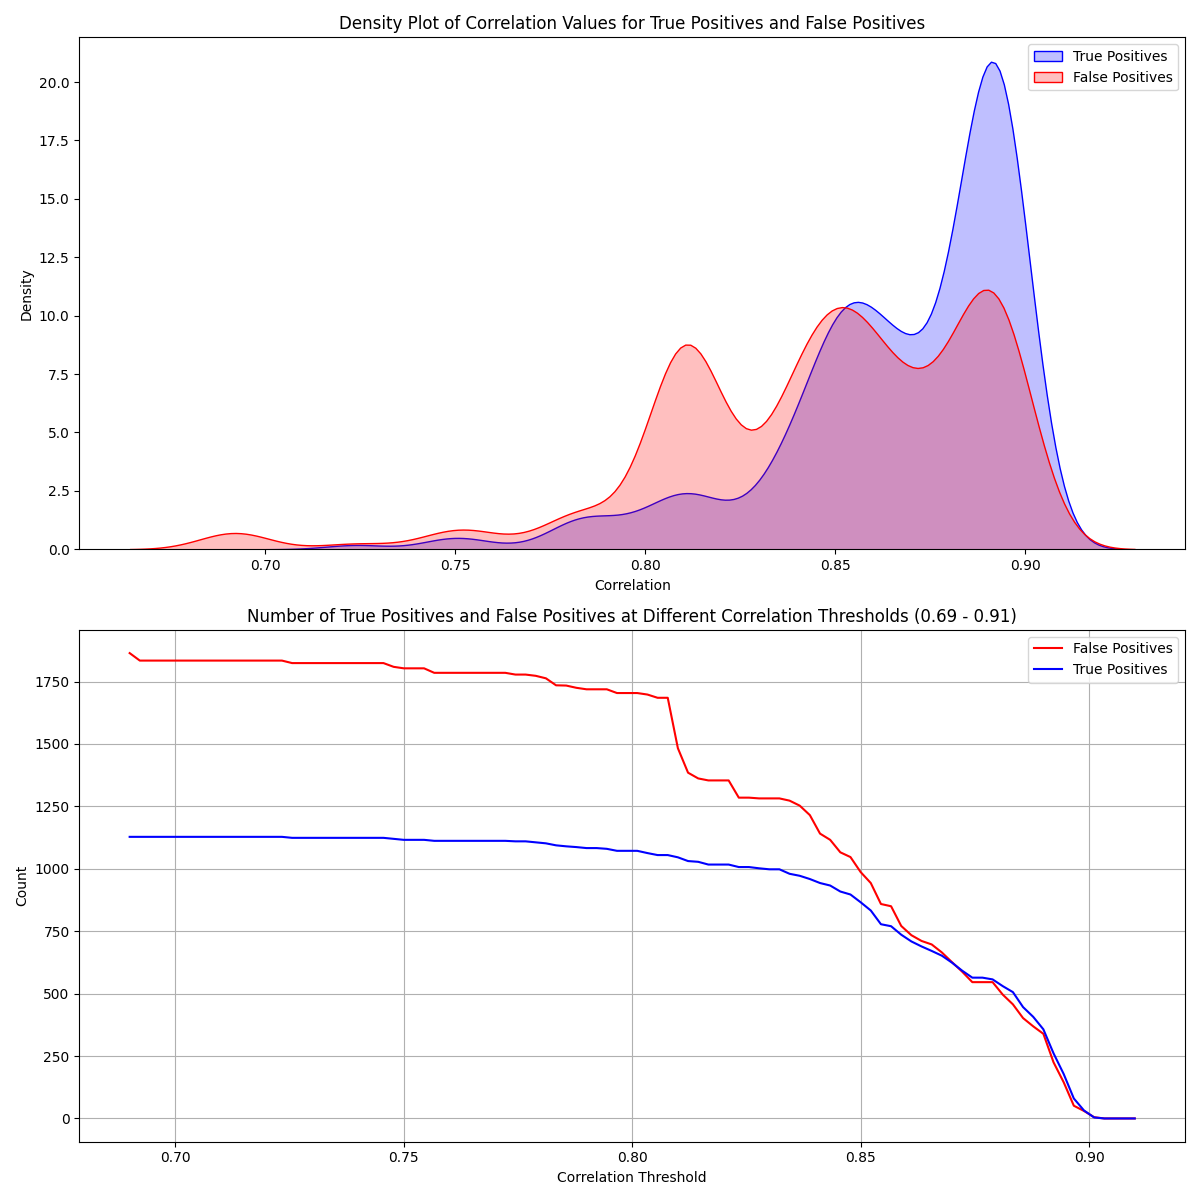 Density Plot of Correlation Values for True Positives and False Positives
True Positives
False Positives
20.0
17.5
15.0
12.5
10.0
7.5
5.0
2.5
0.0
Density
0.70 0.75 0.80 0.85 0.90
Correlation
Number of True Positives and False Positives at Different Correlation Thresholds (0.69 - 0.91)
False Positives
True Positives
1750
1500
1250
1000
750
500
250
0
Count
0.70 0.75 0.80 0.85 0.90
Correlation Threshold